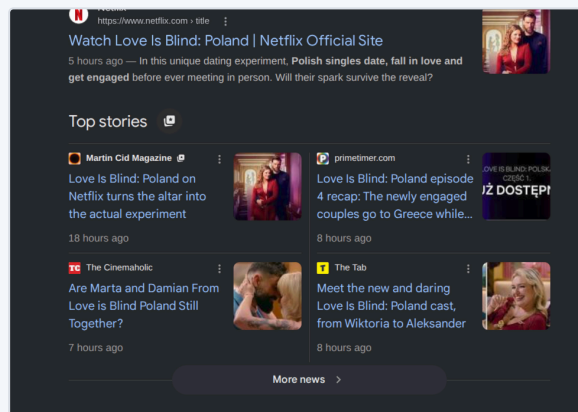 Netflix
https://www.netflix.com › title
Watch Love Is Blind: Poland | Netflix Official Site
5 hours ago — In this unique dating experiment, Polish singles date, fall in love and
get engaged before ever meeting in person. Will their spark survive the reveal?
Top stories
Martin Cid Magazine
Love Is Blind: Poland on
Netflix turns the altar into
the actual experiment
18 hours ago
primetimer.com
Love Is Blind: Poland episode
4 recap: The newly engaged
couples go to Greece while...
8 hours ago
LOVE IS BLIND: POLSKA
CZĘŚĆ 1.
JUŻ DOSTĘPN
TC The Cinemaholic
Are Marta and Damian From
Love is Blind Poland Still
Together?
7 hours ago
T The Tab
Meet the new and daring
Love Is Blind: Poland cast,
from Wiktoria to Aleksander
8 hours ago
More news